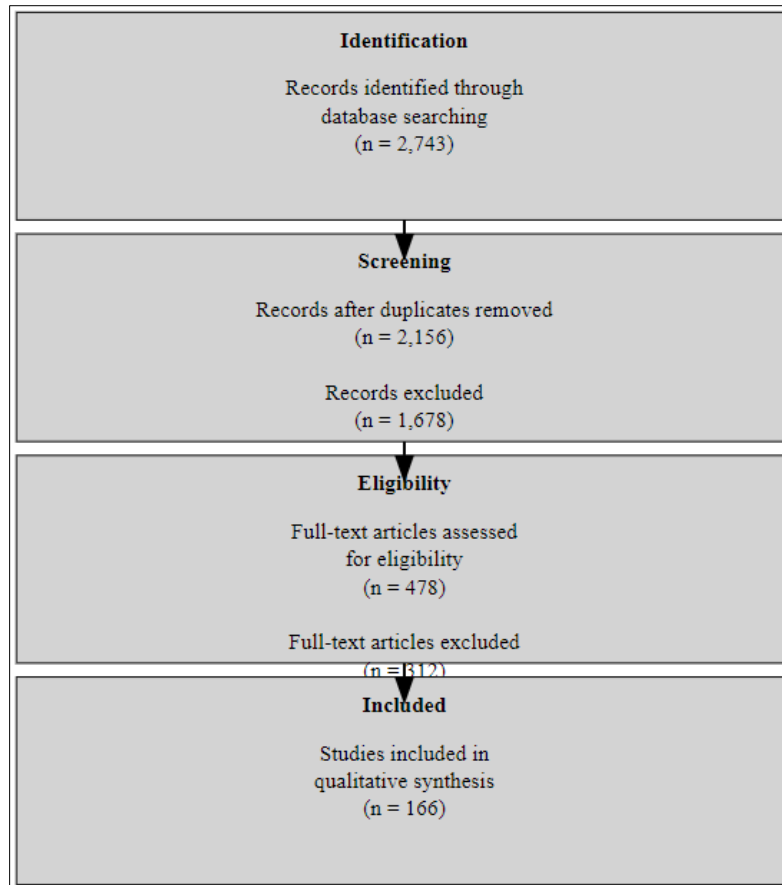 Identification
Records identified through
database searching
(n = 2,743)
Screening
Records after duplicates removed
(n = 2,156)
Records excluded
(n = 1,678)
Eligibility
Full-text articles assessed
for eligibility
(n = 478)
Full-text articles excluded
(n = 312)
Included
Studies included in
qualitative synthesis
(n = 166)